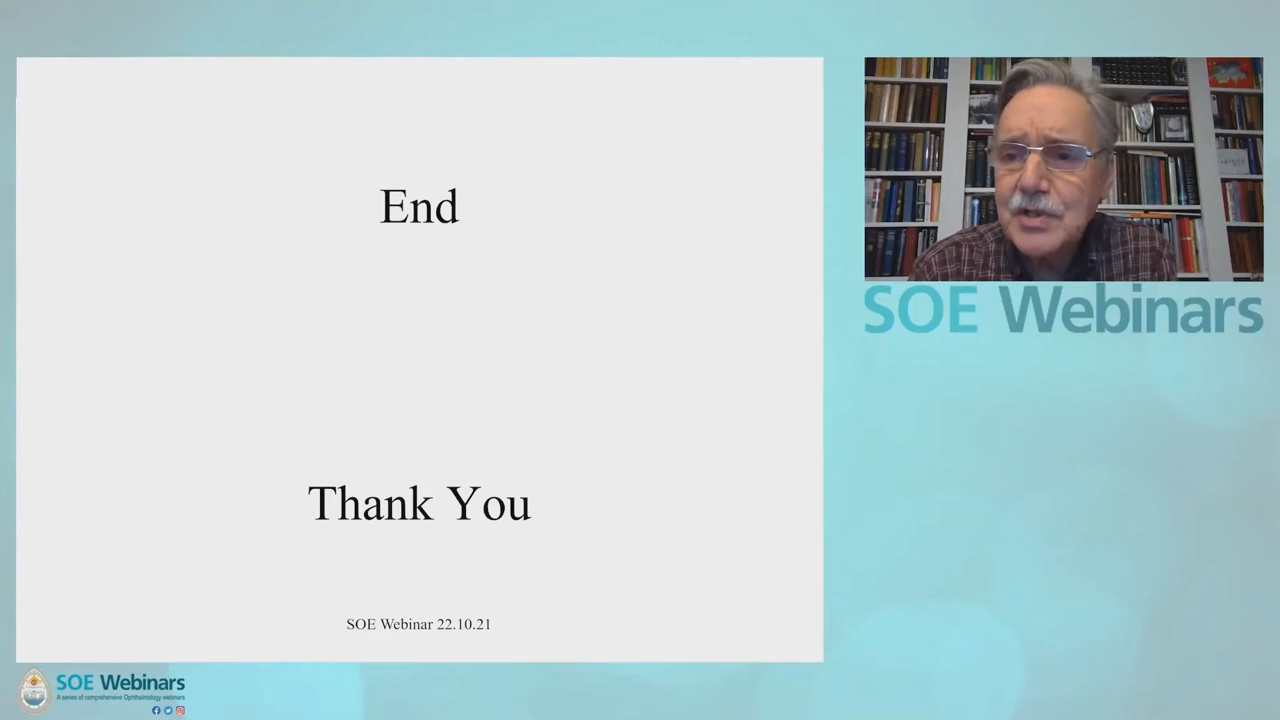 End
Thank You
SOE Webinar 22.10.21
SOE Webinars
SOE Webinars
A series of comprehensive Ophthalmology webinars